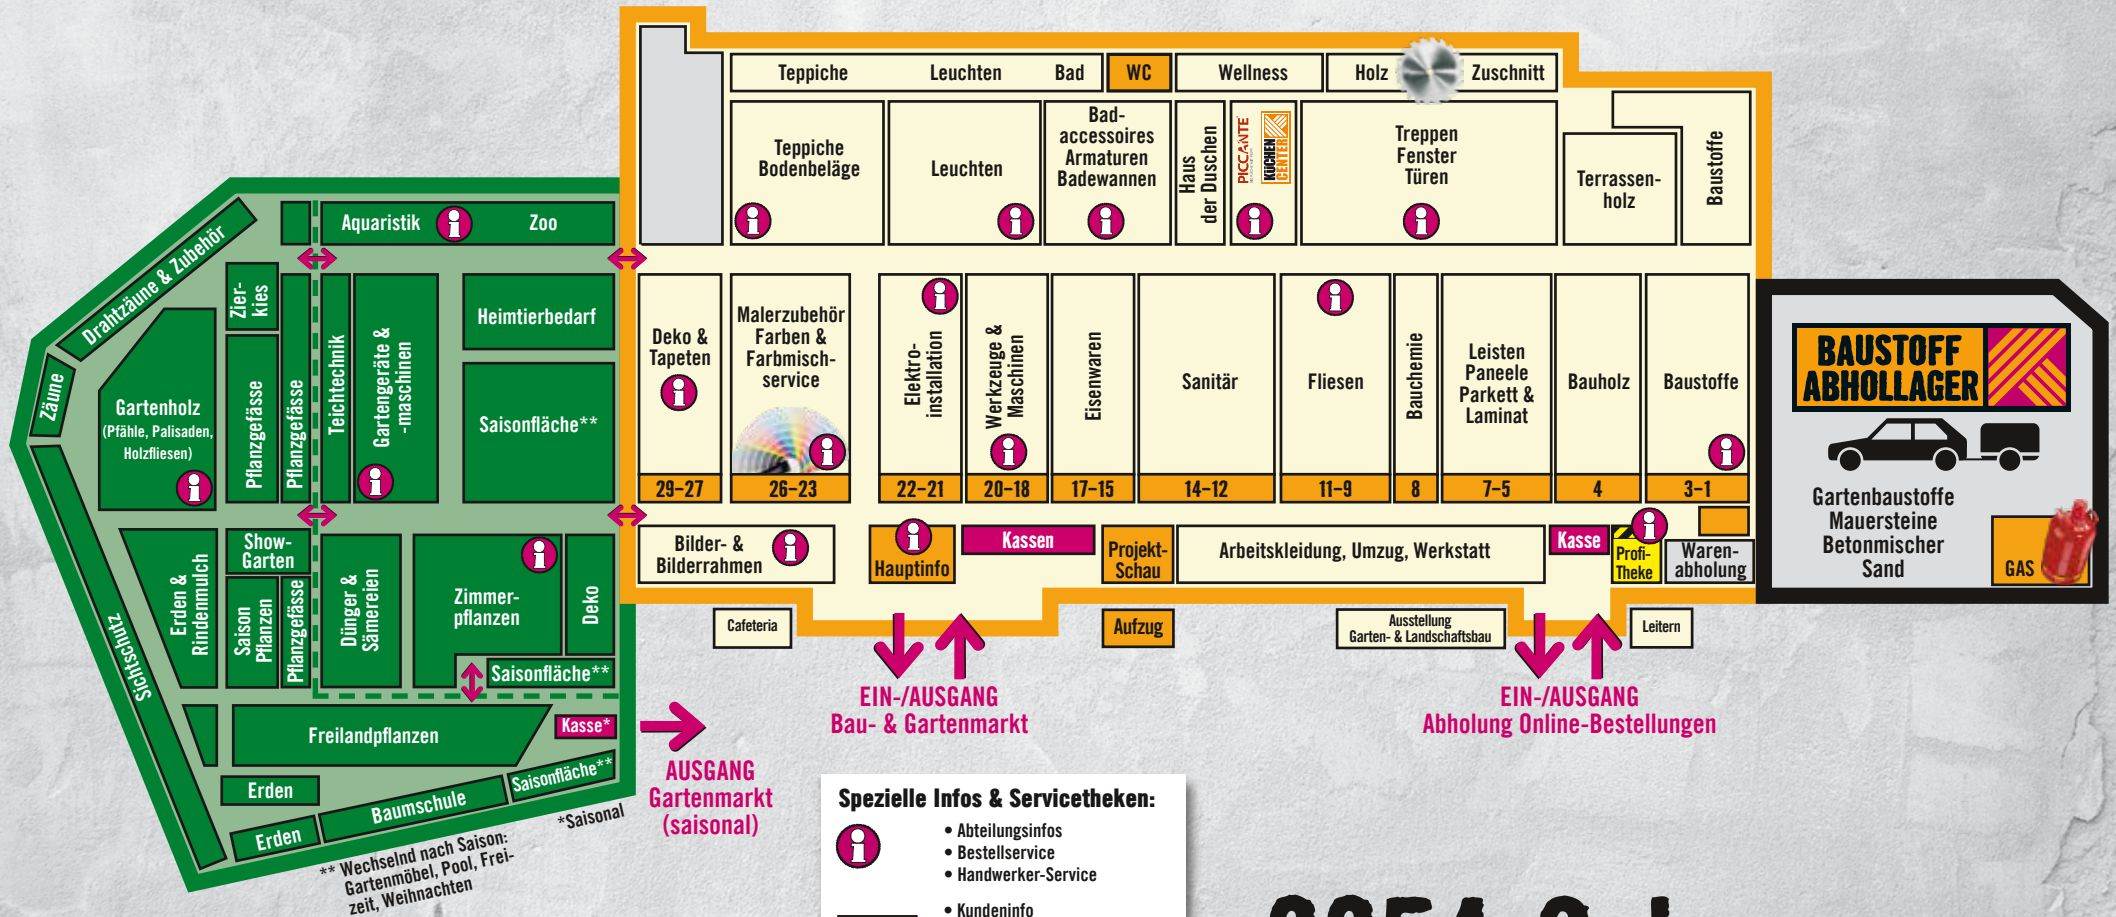 Teppiche
Leuchten
Bad
WC
Wellness
Holz
Zuschnitt
Teppiche
Bodenbeläge
Leuchten
Bad-
accessoires
Armaturen
Badewannen
Haus
der Duschen
PICCANTE
KÜCHEN
CENTER
Treppen
Fenster
Türen
Terrassen-
holz
Baustoffe
Aquaristik
Zoo
Drahtzäune & Zubehör
Zier-
kies
Zäune
Gartenholz
(Pfähle, Palisaden,
Holzfliesen)
Pflanzgefässe
Pflanzgefässe
Teichtechnik
Gartengeräte &
-maschinen
Heimtierbedarf
Saisonfläche**
Deko &
Tapeten
29–27
Malerzubehör
Farben &
Farbmisch-
service
26–23
Elektro-
installation
22–21
Werkzeuge &
Maschinen
20–18
Eisenwaren
17–15
Sanitär
14–12
Fliesen
11–9
Bauchemie
8
Leisten
Paneele
Parkett &
Laminat
7–5
Bauholz
4
Baustoffe
3–1
BAUSTOFF
ABHOLLAGER
Gartenbaustoffe
Mauersteine
Betonmischer
Sand
GAS
Sichtschutz
Erden &
Rindenmulch
Show-
Garten
Saison
Pflanzen
Pflanzgefässe
Dünger &
Sämereien
Zimmer-
pflanzen
Deko
Saisonfläche**
Bilder- &
Bilderrahmen
Hauptinfo
Kassen
Projekt-
Schau
Arbeitskleidung, Umzug, Werkstatt
Kasse
Profi-
Theke
Waren-
abholung
Cafeteria
Aufzug
Ausstellung
Garten- & Landschaftsbau
Leitern
EIN-/AUSGANG
Bau- & Gartenmarkt
EIN-/AUSGANG
Abholung Online-Bestellungen
Freilandpflanzen
Kasse*
AUSGANG
Gartenmarkt
(saisonal)
Erden
Erden
Baumschule
Saisonfläche**
*Saisonal
** Wechselnd nach Saison:
Gartenmöbel, Pool, Frei-
zeit, Weihnachten
Spezielle Infos & Servicetheken:
• Abteilungsinfos
• Bestellservice
• Handwerker-Service
• Kundeninfo